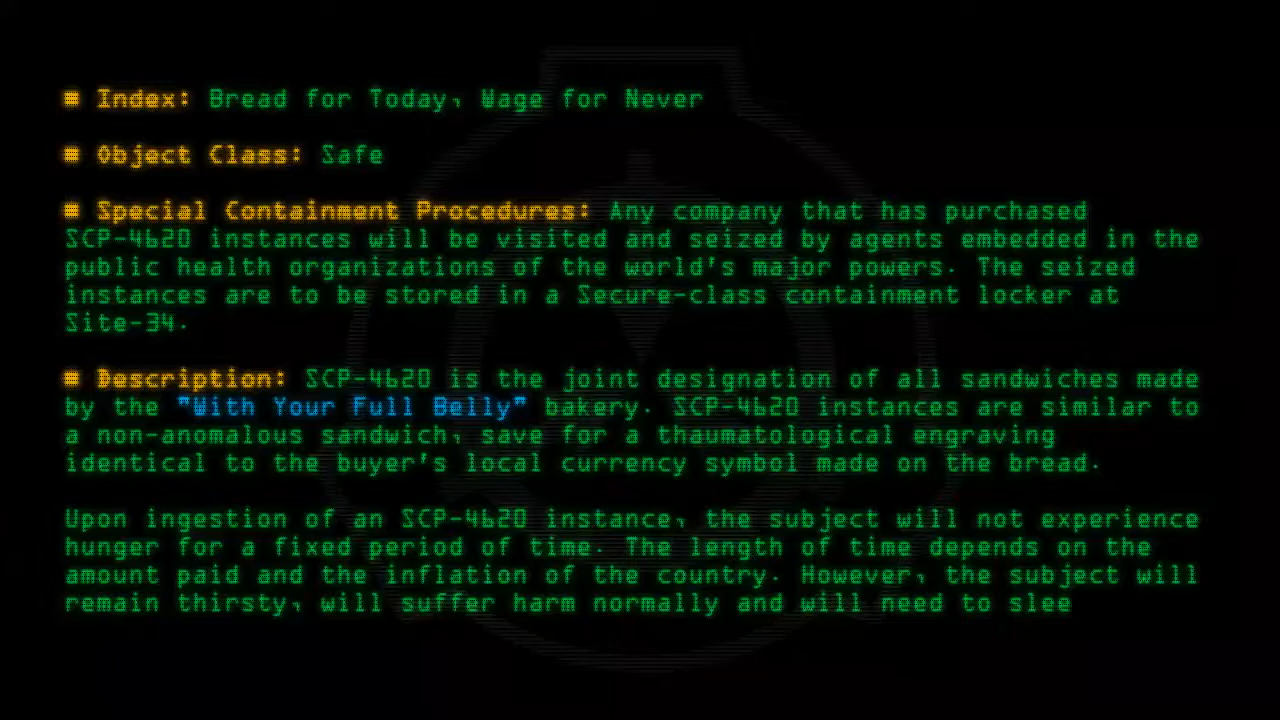 ■ Index: Bread for Today, Wage for Never
■ Object Class: Safe
■ Special Containment Procedures: Any company that has purchased
SCP-4620 instances will be visited and seized by agents embedded in the
public health organizations of the world's major powers. The seized
instances are to be stored in a Secure-class containment locker at
Site-34.
■ Description: SCP-4620 is the joint designation of all sandwiches made
by the "With Your Full Belly" bakery. SCP-4620 instances are similar to
a non-anomalous sandwich, save for a thaumatological engraving
identical to the buyer's local currency symbol made on the bread.
Upon ingestion of an SCP-4620 instance, the subject will not experience
hunger for a fixed period of time. The length of time depends on the
amount paid and the inflation of the country. However, the subject will
remain thirsty, will suffer harm normally and will need to slee